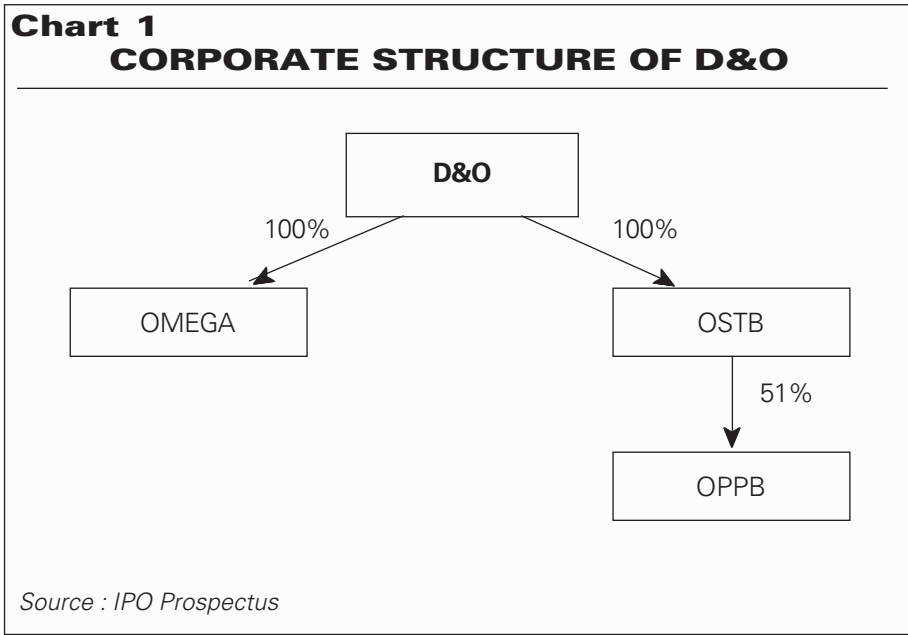 Chart 1
CORPORATE STRUCTURE OF D&O
D&O
100%
100%
OMEGA
OSTB
51%
OPPB
Source : IPO Prospectus